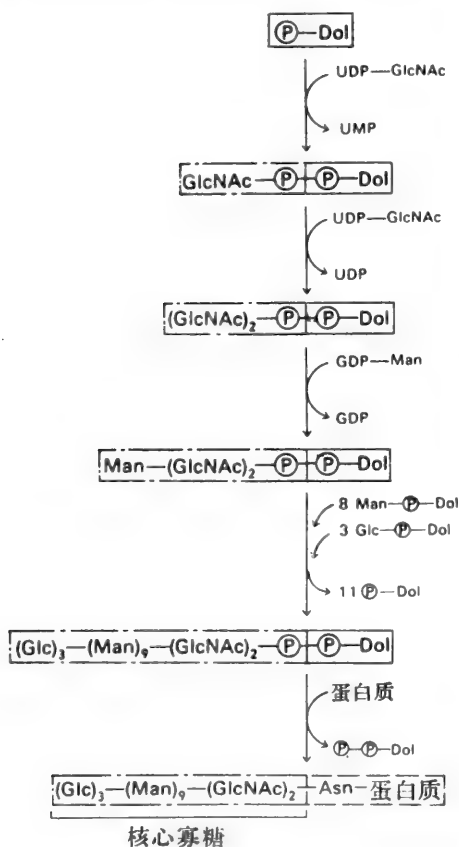 Ⓟ—Dol
UDP—GlcNAc
UMP
GlcNAc—Ⓟ—Ⓟ—Dol
UDP—GlcNAc
UDP
(GlcNAc)₂—Ⓟ—Ⓟ—Dol
GDP—Man
GDP
Man—(GlcNAc)₂—Ⓟ—Ⓟ—Dol
8 Man—Ⓟ—Dol
3 Glc—Ⓟ—Dol
11 Ⓟ—Dol
(Glc)₃—(Man)₉—(GlcNAc)₂—Ⓟ—Ⓟ—Dol
蛋白质
Ⓟ—Ⓟ—Dol
(Glc)₃—(Man)₉—(GlcNAc)₂—Asn—蛋白质
核心寡糖